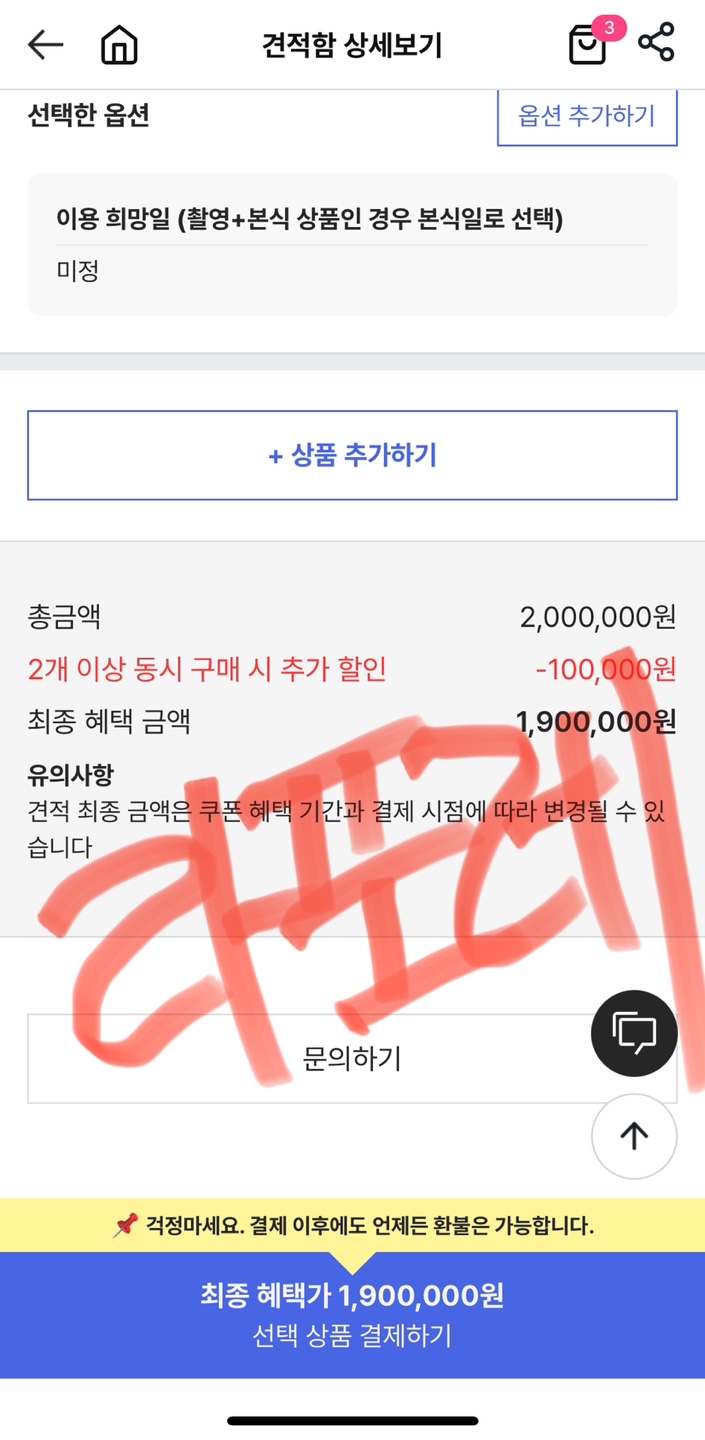 견적함 상세보기
3
선택한 옵션
옵션 추가하기
이용 희망일 (촬영+본식 상품인 경우 본식일로 선택)
미정
+ 상품 추가하기
총금액 2,000,000원
2개 이상 동시 구매 시 추가 할인 -100,000원
최종 혜택 금액 1,900,000원
유의사항
견적 최종 금액은 쿠폰 혜택 기간과 결제 시점에 따라 변경될 수 있
습니다
라포레
문의하기
걱정마세요. 결제 이후에도 언제든 환불은 가능합니다.
최종 혜택가 1,900,000원
선택 상품 결제하기